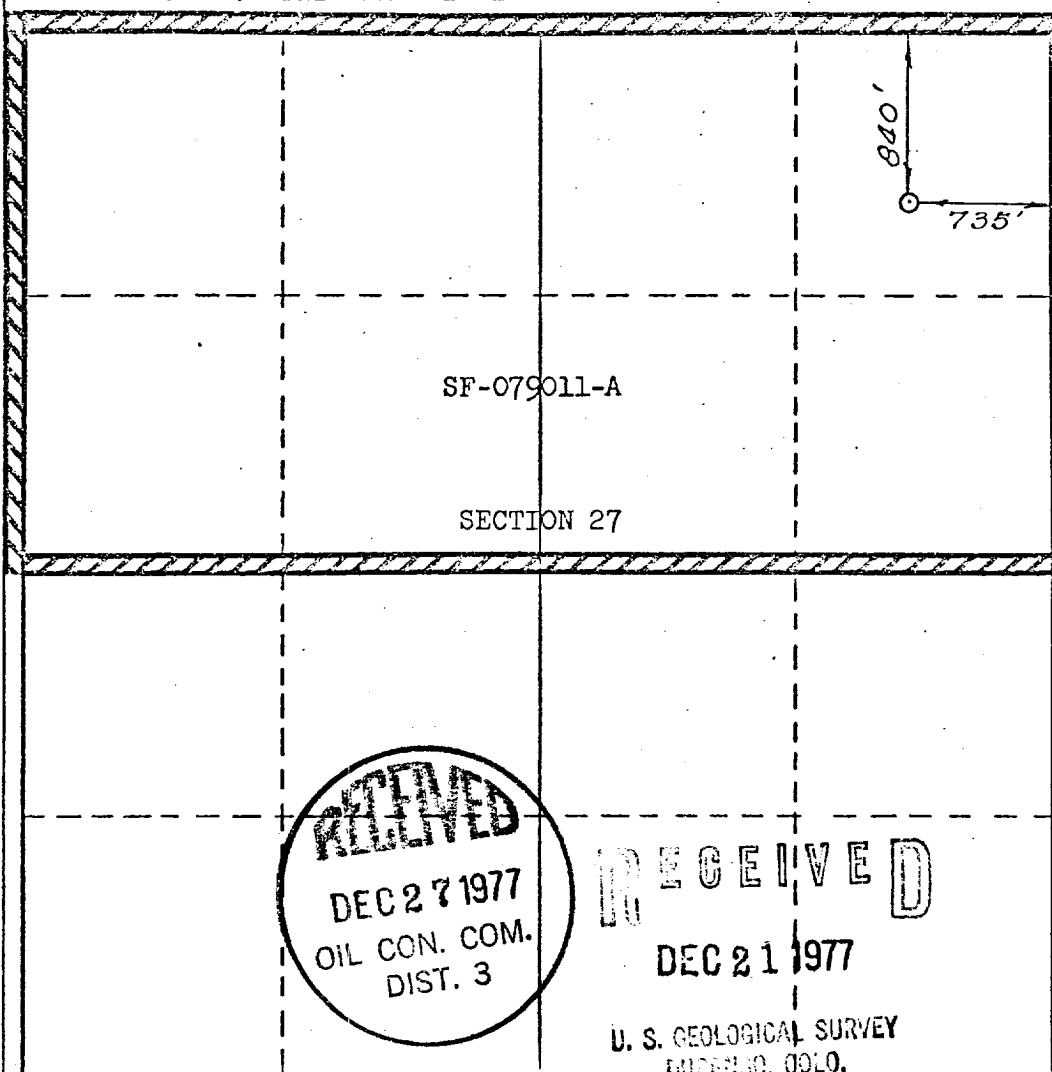 840'
735'
SF-079011-A
SECTION 27
RECEIVED
DEC 27 1977
OIL CON. COM.
DIST. 3
RECEIVED
DEC 21 1977
U. S. GEOLOGICAL SURVEY
COLO.